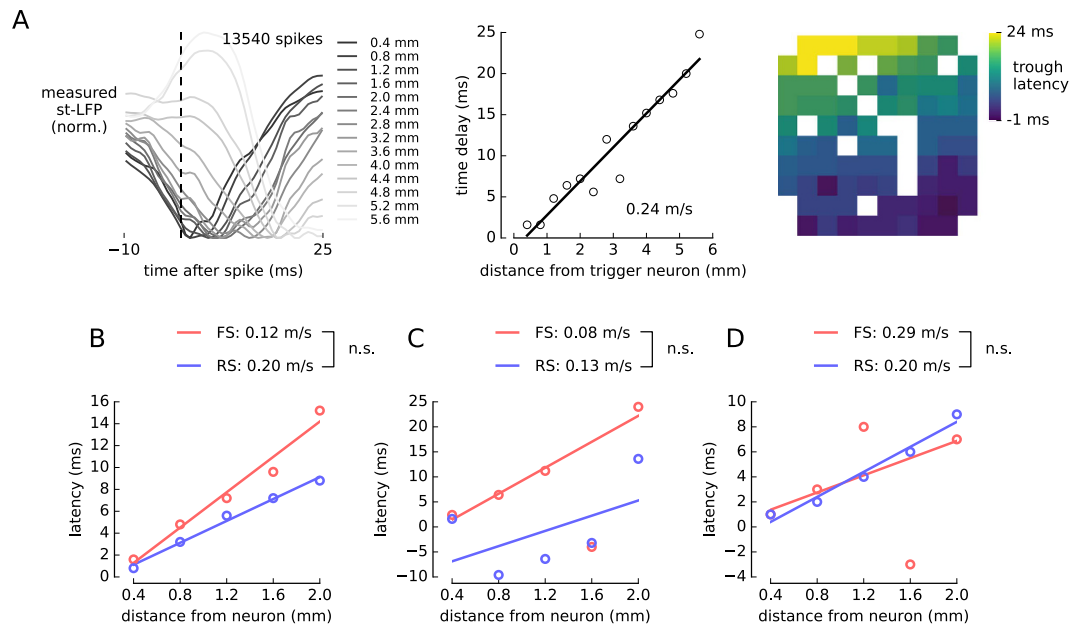 A
13540 spikes
measured
st-LFP
(norm.)
−10
25
time after spike (ms)
0.4 mm
0.8 mm
1.2 mm
1.6 mm
2.0 mm
2.4 mm
2.8 mm
3.2 mm
3.6 mm
4.0 mm
4.4 mm
4.8 mm
5.2 mm
5.6 mm
25
20
15
10
5
0
time delay (ms)
0.24 m/s
0 1 2 3 4 5 6
distance from trigger neuron (mm)
24 ms
trough
latency
-1 ms
B
FS: 0.12 m/s
RS: 0.20 m/s
n.s.
16
14
12
10
8
6
4
2
0
latency (ms)
0.4 0.8 1.2 1.6 2.0
distance from neuron (mm)
C
FS: 0.08 m/s
RS: 0.13 m/s
n.s.
25
20
15
10
5
0
−5
−10
latency (ms)
0.4 0.8 1.2 1.6 2.0
distance from neuron (mm)
D
FS: 0.29 m/s
RS: 0.20 m/s
n.s.
10
8
6
4
2
0
−2
−4
latency (ms)
0.4 0.8 1.2 1.6 2.0
distance from neuron (mm)